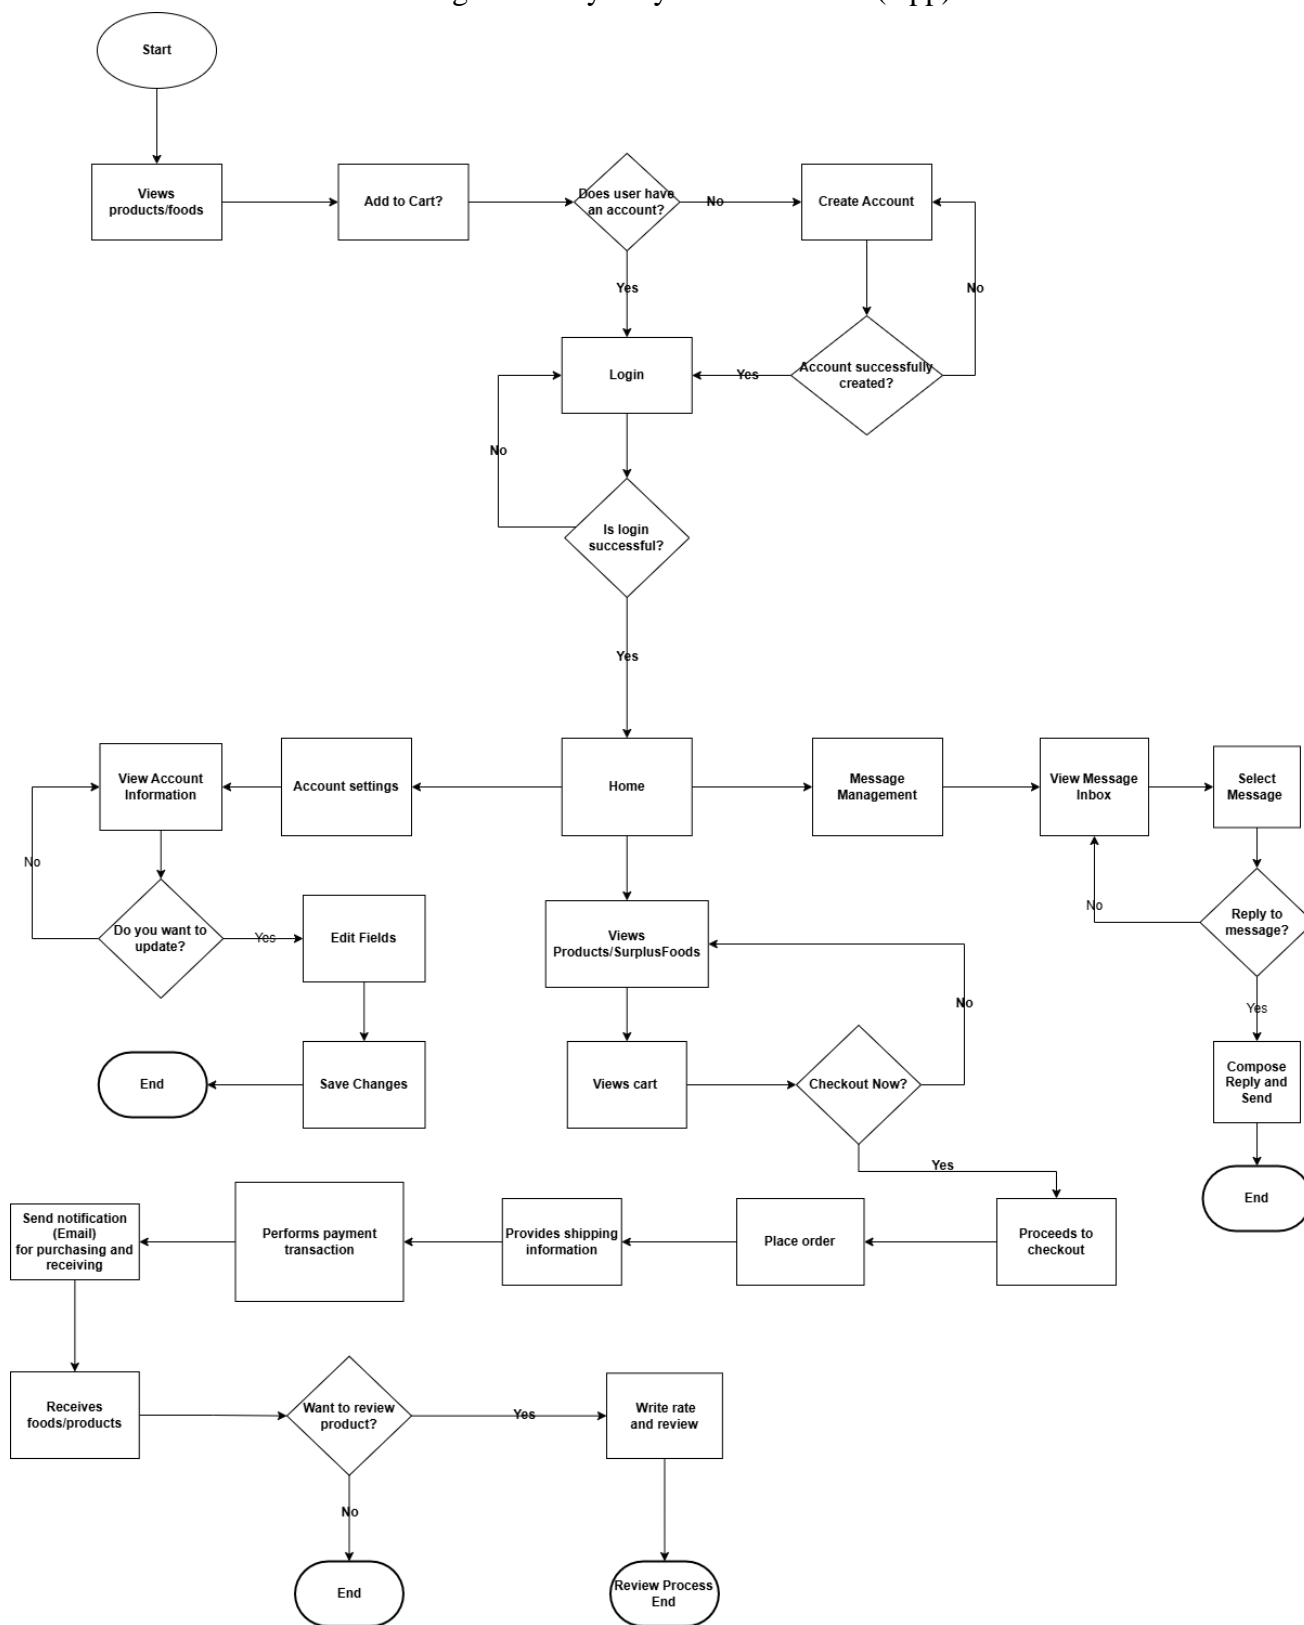 Start
Views
products/foods
Add to Cart?
Does user have
an account?
No
Create Account
Yes
No
Login
Yes
Account successfully
created?
No
Is login
successful?
Yes
View Account
Information
Account settings
Home
Message
Management
View Message
Inbox
Select
Message
No
Do you want to
update?
Yes
Edit Fields
Views
Products/SurplusFoods
No
Reply to
message?
No
Yes
End
Save Changes
Views cart
Checkout Now?
Compose
Reply and
Send
Yes
End
Send notification
(Email)
for purchasing and
receiving
Performs payment
transaction
Provides shipping
information
Place order
Proceeds to
checkout
Receives
foods/products
Want to review
product?
Yes
Write rate
and review
No
End
Review Process
End